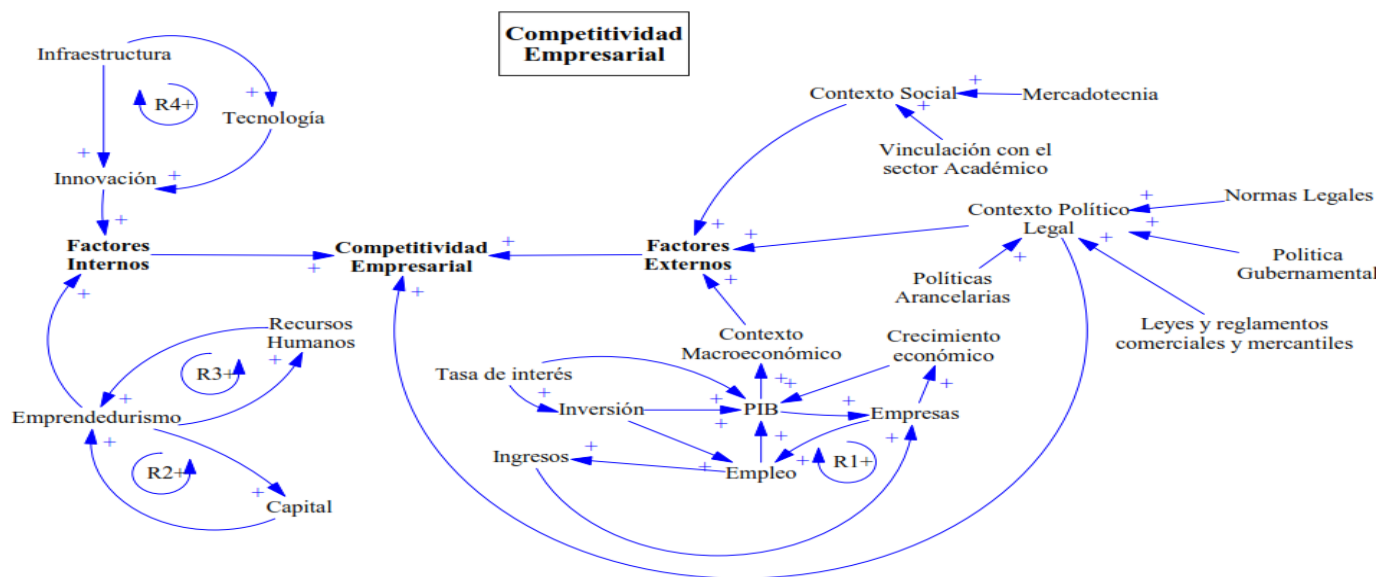 Competitividad
Empresarial
Infraestructura
R4+
Tecnología
Innovación
Factores
Internos
Competitividad
Empresarial
Factores
Externos
Contexto Social
Mercadotecnia
Vinculación con el
sector Académico
Contexto Político
Legal
Normas Legales
Politica
Gubernamental
Políticas
Arancelarias
Leyes y reglamentos
comerciales y mercantiles
Recursos
Humanos
R3+
Emprendedurismo
R2+
Capital
Contexto
Macroeconómico
Crecimiento
económico
Tasa de interés
Inversión
PIB
Empresas
Ingresos
Empleo
R1+